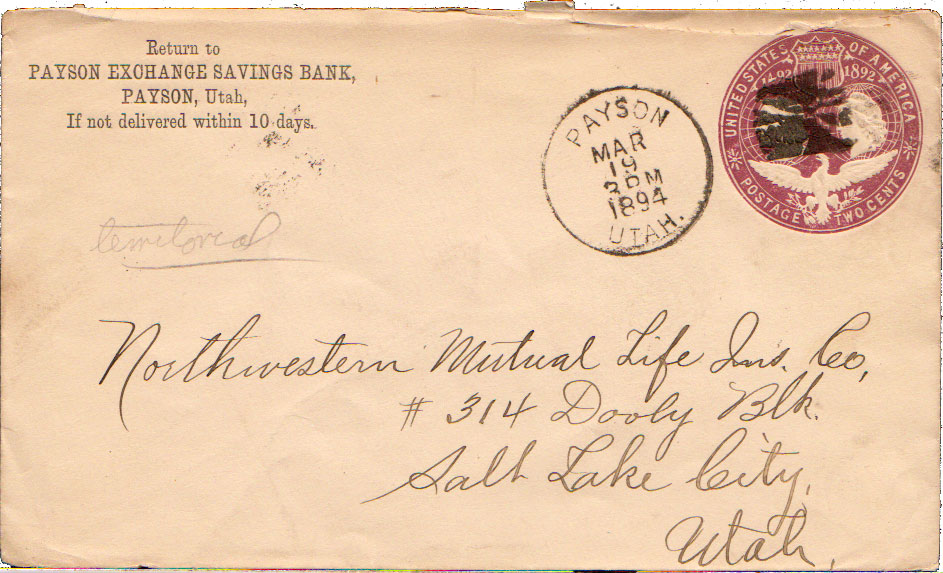 Return to
PAYSON EXCHANGE SAVINGS BANK,
PAYSON, Utah,
If not delivered within 10 days.
PAYSON
MAR
19
3 PM
1894
UTAH.
UNITED STATES OF AMERICA
1492 1892
POSTAGE TWO CENTS
territorial
Northwestern Mutual Life Ins. Co,
# 314 Dooly Blk.
Salt Lake City,
Utah,